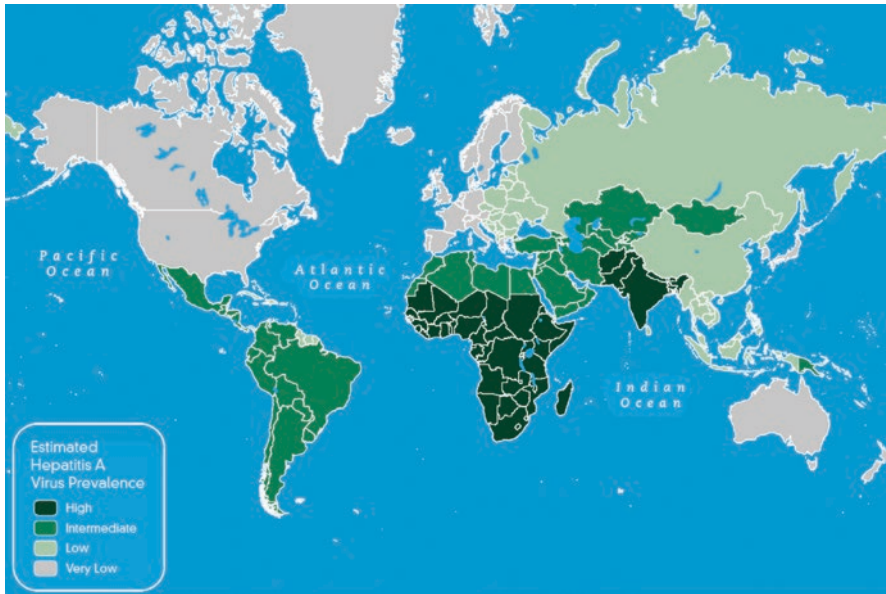 Pacific
Ocean
Atlantic
Ocean
Indian
Ocean
Estimated
Hepatitis A
Virus Prevalence
High
Intermediate
Low
Very Low